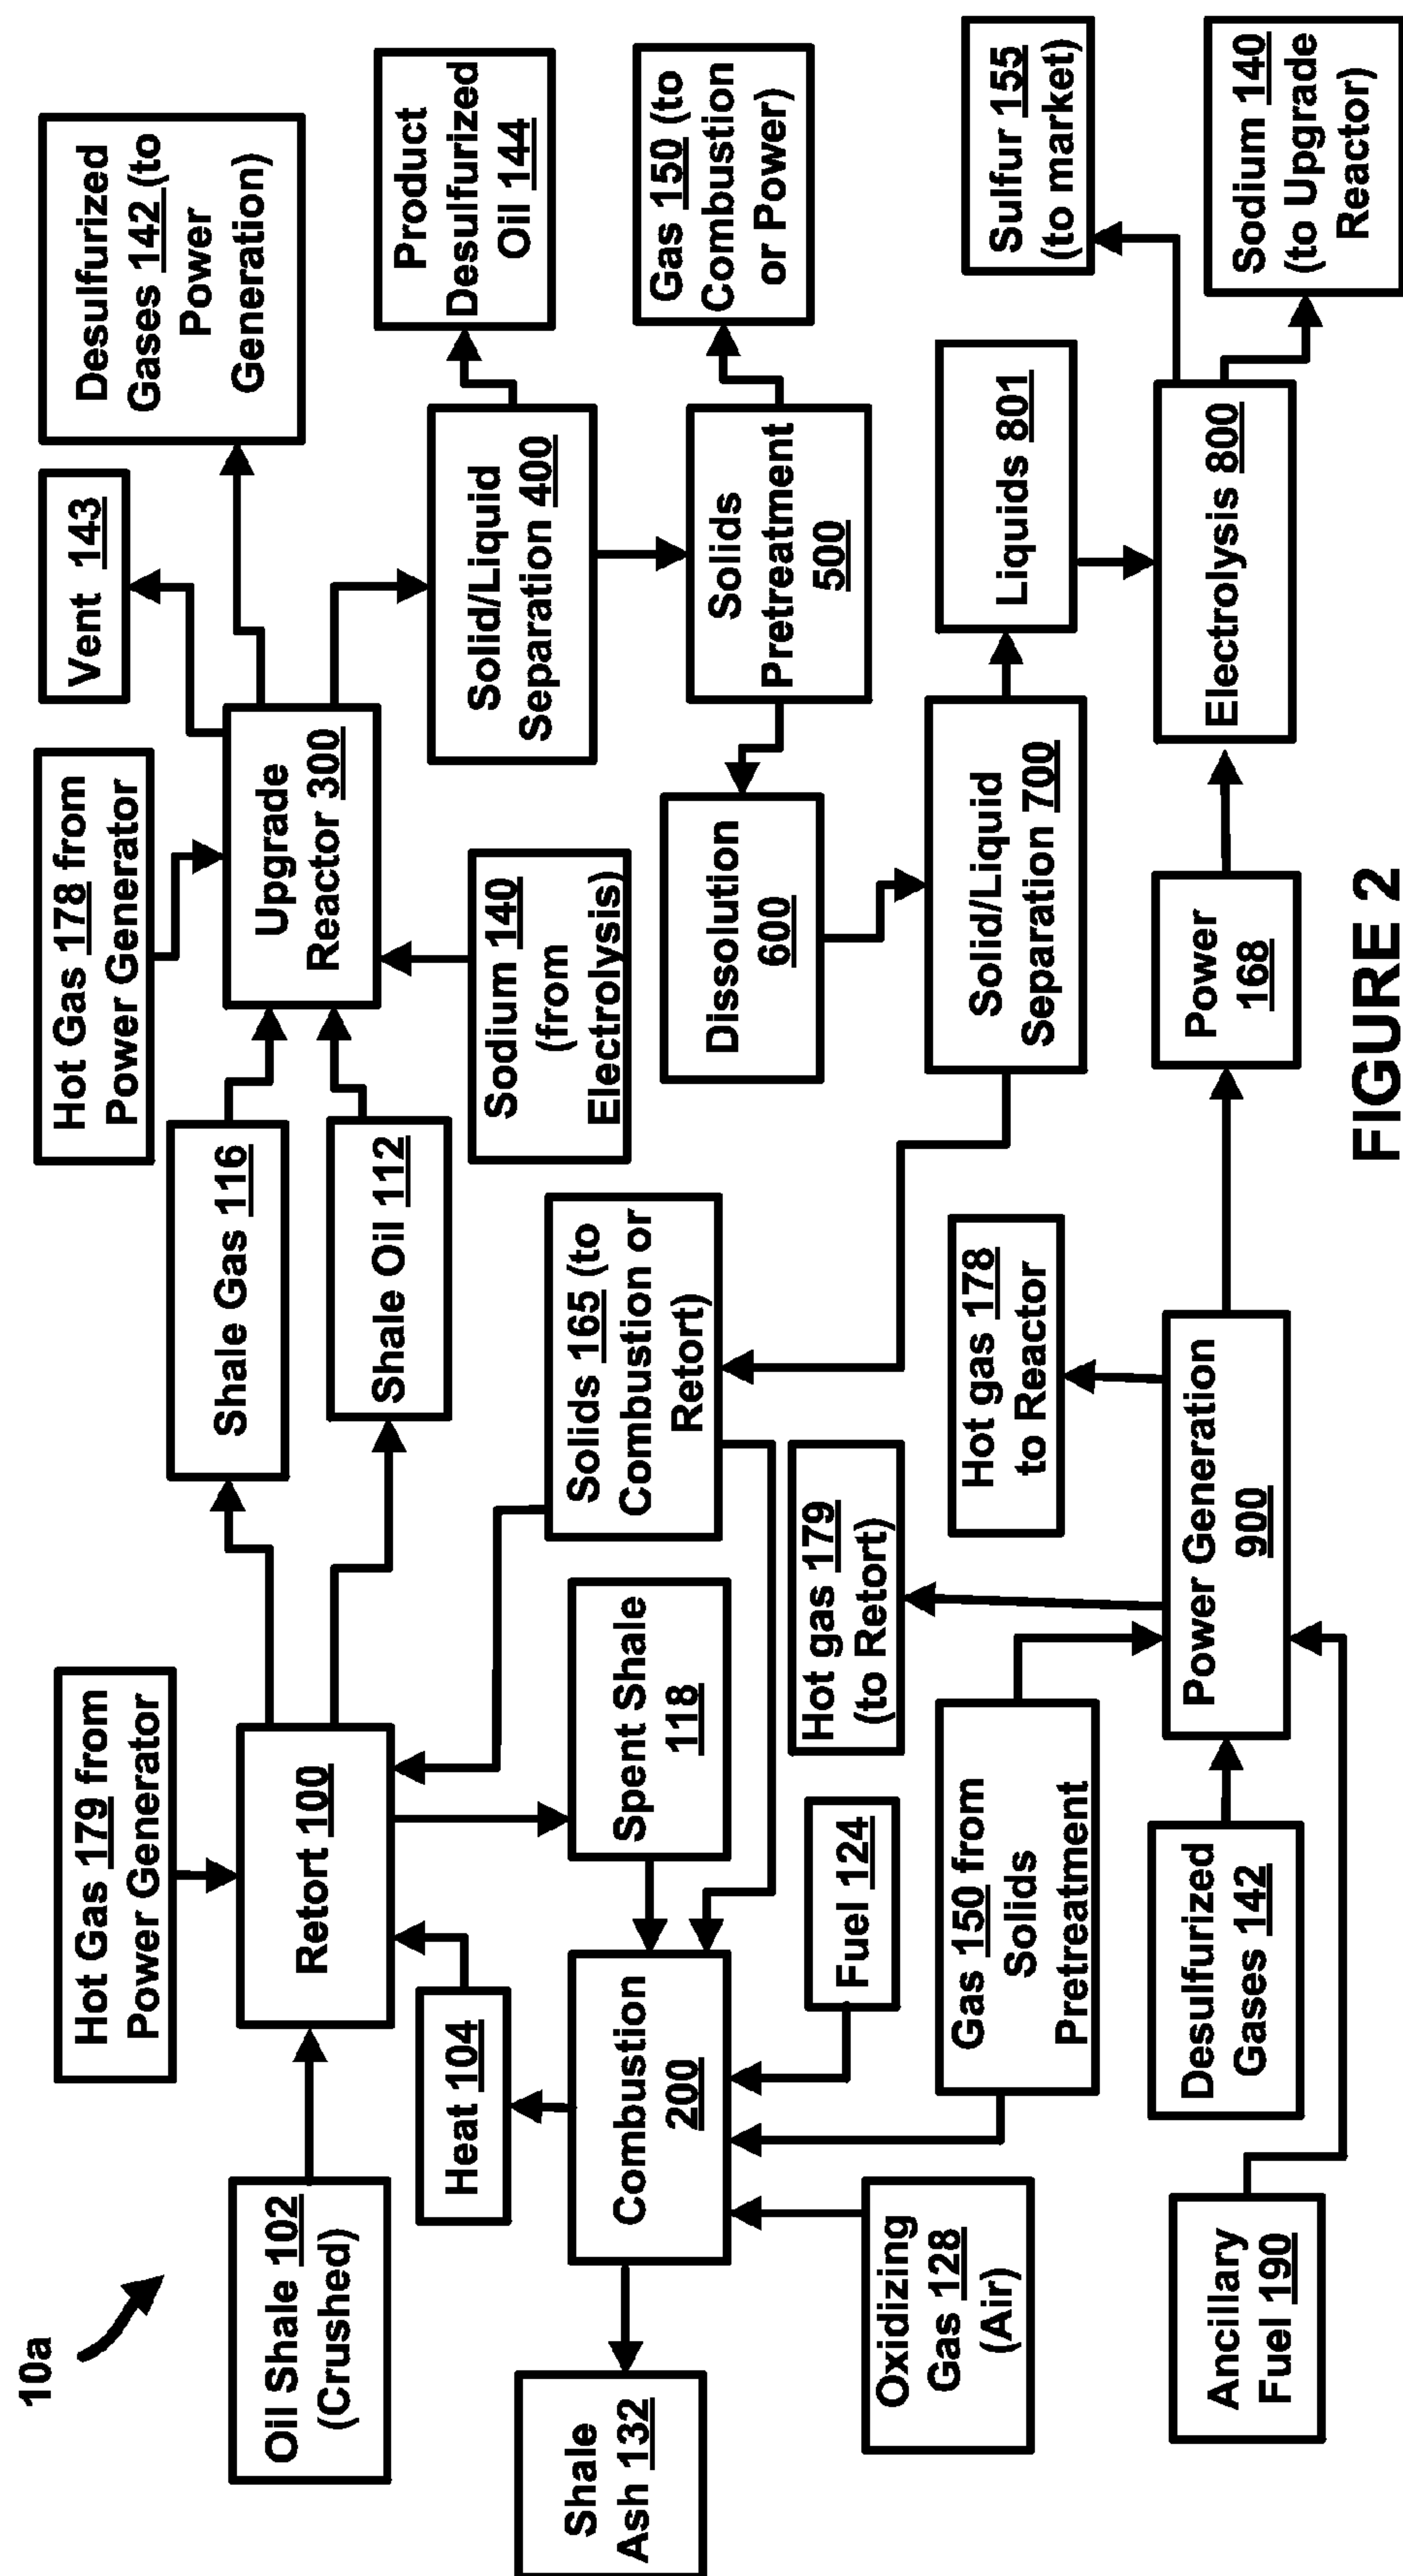 10a
Hot Gas 179 from
Power Generator
Hot Gas 178 from
Power Generator
Vent 143
Desulfurized
Gases 142 (to
Power
Generation)
Oil Shale 102
(Crushed)
Retort 100
Shale Gas 116
Shale Oil 112
Upgrade
Reactor 300
Product
Desulfurized
Oil 144
Heat 104
Sodium 140
(from
Electrolysis)
Solid/Liquid
Separation 400
Shale
Ash 132
Combustion
200
Spent Shale
118
Solids 165 (to
Combustion or
Retort)
Dissolution
600
Solids
Pretreatment
500
Gas 150 (to
Combustion
or Power)
Oxidizing
Gas 128
(Air)
Fuel 124
Hot gas 179
(to Retort)
Gas 150 from
Solids
Pretreatment
Hot gas 178
to Reactor
Solid/Liquid
Separation 700
Liquids 801
Sulfur 155
(to market)
Ancillary
Fuel 190
Desulfurized
Gases 142
Power Generation
900
Power
168
Electrolysis 800
Sodium 140
(to Upgrade
Reactor)
FIGURE 2